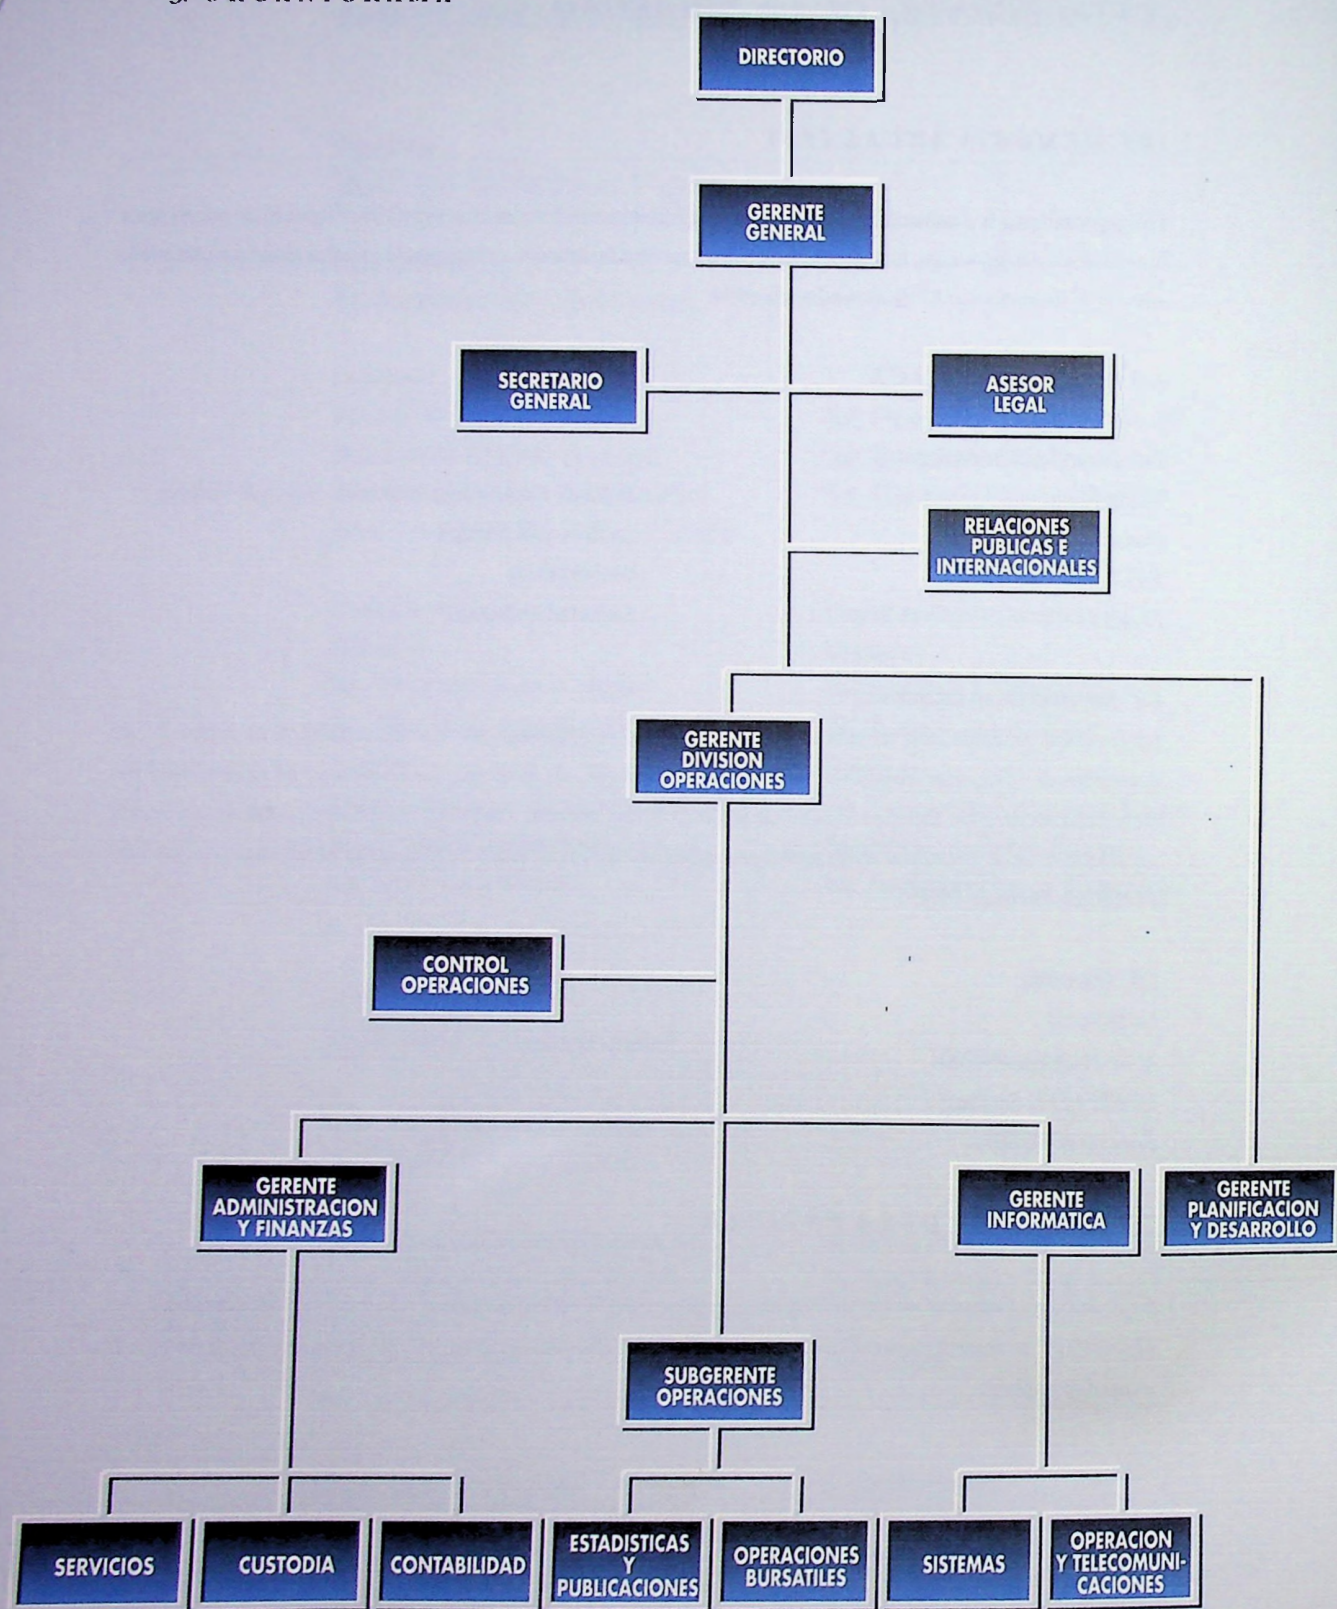 DIRECTORIO
GERENTE
GENERAL
SECRETARIO
GENERAL
ASESOR
LEGAL
RELACIONES
PUBLICAS E
INTERNACIONALES
GERENTE
DIVISION
OPERACIONES
CONTROL
OPERACIONES
GERENTE
ADMINISTRACION
Y FINANZAS
GERENTE
INFORMATICA
GERENTE
PLANIFICACION
Y DESARROLLO
SUBGERENTE
OPERACIONES
SERVICIOS
CUSTODIA
CONTABILIDAD
ESTADISTICAS
Y
PUBLICACIONES
OPERACIONES
BURSATILES
SISTEMAS
OPERACION
Y TELECOMUNI-
CACIONES